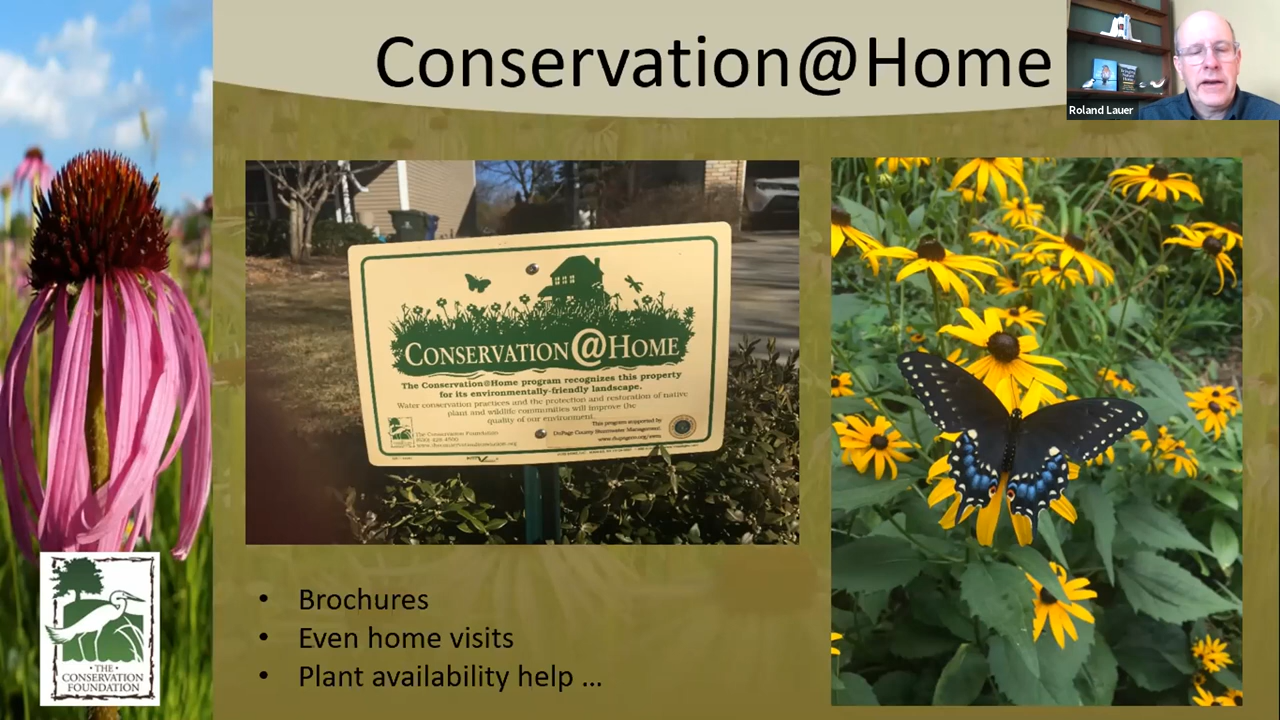 Conservation@Home
Roland Lauer
CONSERVATION@HOME
The Conservation@Home program recognizes this property
for its environmentally-friendly landscape.
Water conservation practices and the protection and restoration of native
plant and wildlife communities will improve the
quality of our environment.
The Conservation Foundation
This program supported by
DuPage County Stormwater Management
• Brochures
• Even home visits
• Plant availability help ...
· THE ·
CONSERVATION
FOUNDATION